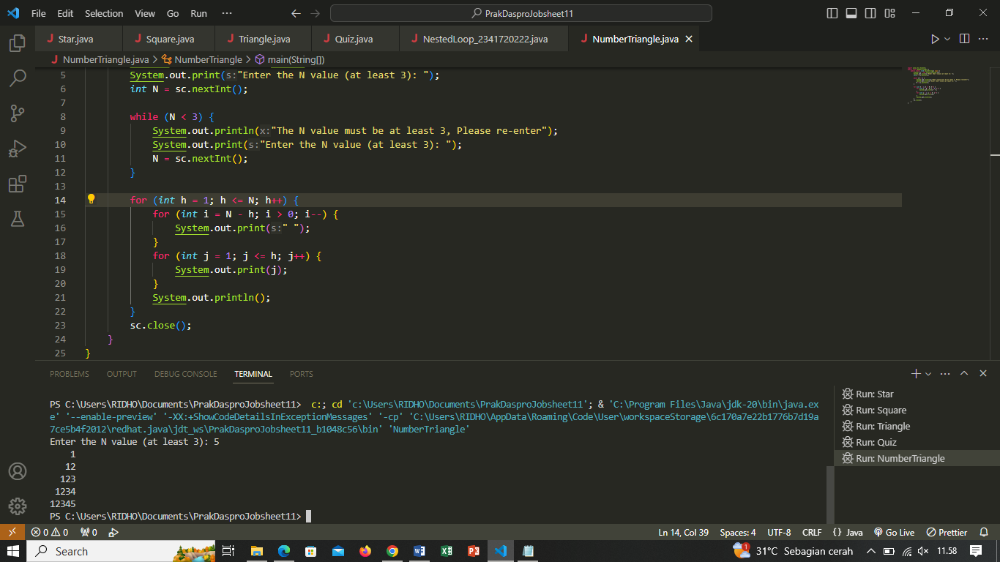 File Edit Selection View Go Run ··· PrakDasproJobsheet11
Star.java Square.java Triangle.java Quiz.java NestedLoop_2341720222.java NumberTriangle.java
NumberTriangle.java > NumberTriangle > main(String[])
5 System.out.print(s:"Enter the N value (at least 3): ");
6 int N = sc.nextInt();
7
8 while (N < 3) {
9 System.out.println(x:"The N value must be at least 3, Please re-enter");
10 System.out.print(s:"Enter the N value (at least 3): ");
11 N = sc.nextInt();
12 }
13
14 for (int h = 1; h <= N; h++) {
15 for (int i = N - h; i > 0; i--) {
16 System.out.print(s:" ");
17 }
18 for (int j = 1; j <= h; j++) {
19 System.out.print(j);
20 }
21 System.out.println();
22 }
23 sc.close();
24 }
25 }
PROBLEMS OUTPUT DEBUG CONSOLE TERMINAL PORTS
PS C:\Users\RIDHO\Documents\PrakDasproJobsheet11> c:; cd 'c:\Users\RIDHO\Documents\PrakDasproJobsheet11'; & 'C:\Program Files\Java\jdk-20\bin\java.ex
e' '--enable-preview' '-XX:+ShowCodeDetailsInExceptionMessages' '-cp' 'C:\Users\RIDHO\AppData\Roaming\Code\User\workspaceStorage\6c170a7e22b1776b7d19a
7ce5b4f2012\redhat.java\jdt_ws\PrakDasproJobsheet11_b1048c56\bin' 'NumberTriangle'
Enter the N value (at least 3): 5
1
12
123
1234
12345
PS C:\Users\RIDHO\Documents\PrakDasproJobsheet11>
Run: Star
Run: Square
Run: Triangle
Run: Quiz
Run: NumberTriangle
0 0 0 Ln 14, Col 39 Spaces: 4 UTF-8 CRLF {} Java Go Live Prettier
Search 1 31°C Sebagian cerah 11.58